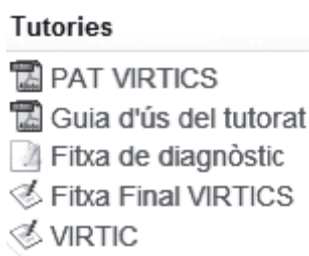 Tutories
PAT VIRTICS
Guia d'ús del tutorat
Fitxa de diagnòstic
Fitxa Final VIRTICS
VIRTIC